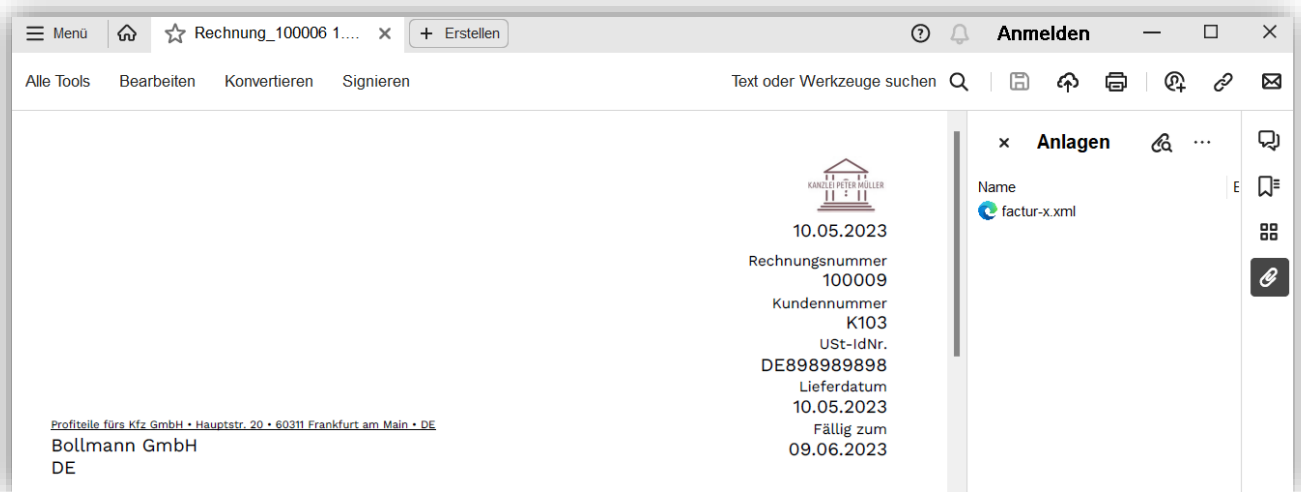 Menü
Rechnung_100006 1....
Erstellen
Anmelden
Alle Tools Bearbeiten Konvertieren Signieren
Text oder Werkzeuge suchen
Anlagen
Name E
factur-x.xml
KANZLEI PETER MÜLLER
10.05.2023
Rechnungsnummer
100009
Kundennummer
K103
USt-IdNr.
DE898989898
Lieferdatum
10.05.2023
Fällig zum
09.06.2023
Profiteile fürs Kfz GmbH • Hauptstr. 20 • 60311 Frankfurt am Main • DE
Bollmann GmbH
DE